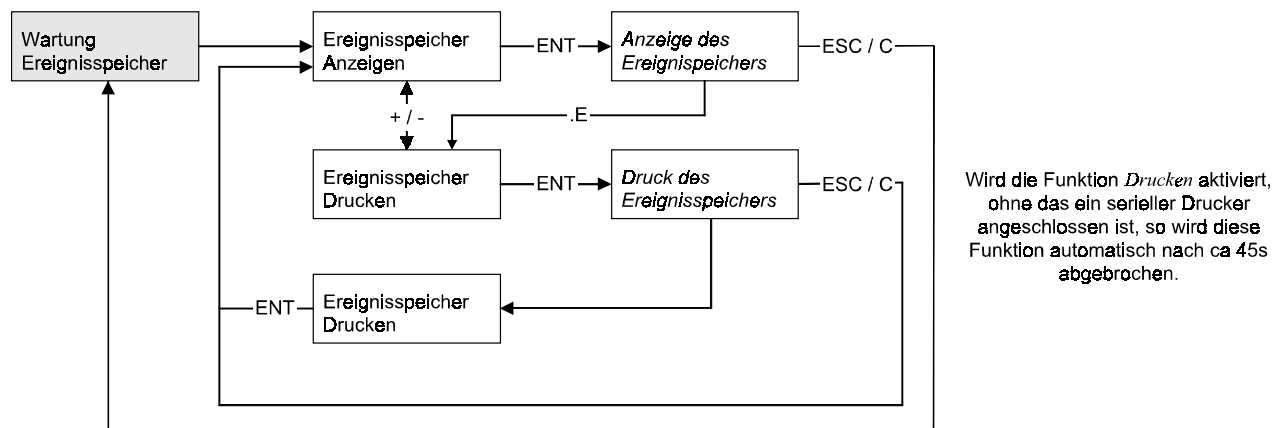 Wartung
Ereignisspeicher
Ereignisspeicher
Anzeigen
ENT
Anzeige des
Ereignispeichers
ESC / C
+ / -
.E
Ereignisspeicher
Drucken
ENT
Druck des
Ereignisspeichers
ESC / C
Wird die Funktion Drucken aktiviert,
ohne das ein serieller Drucker
angeschlossen ist, so wird diese
Funktion automatisch nach ca 45s
abgebrochen.
ENT
Ereignisspeicher
Drucken